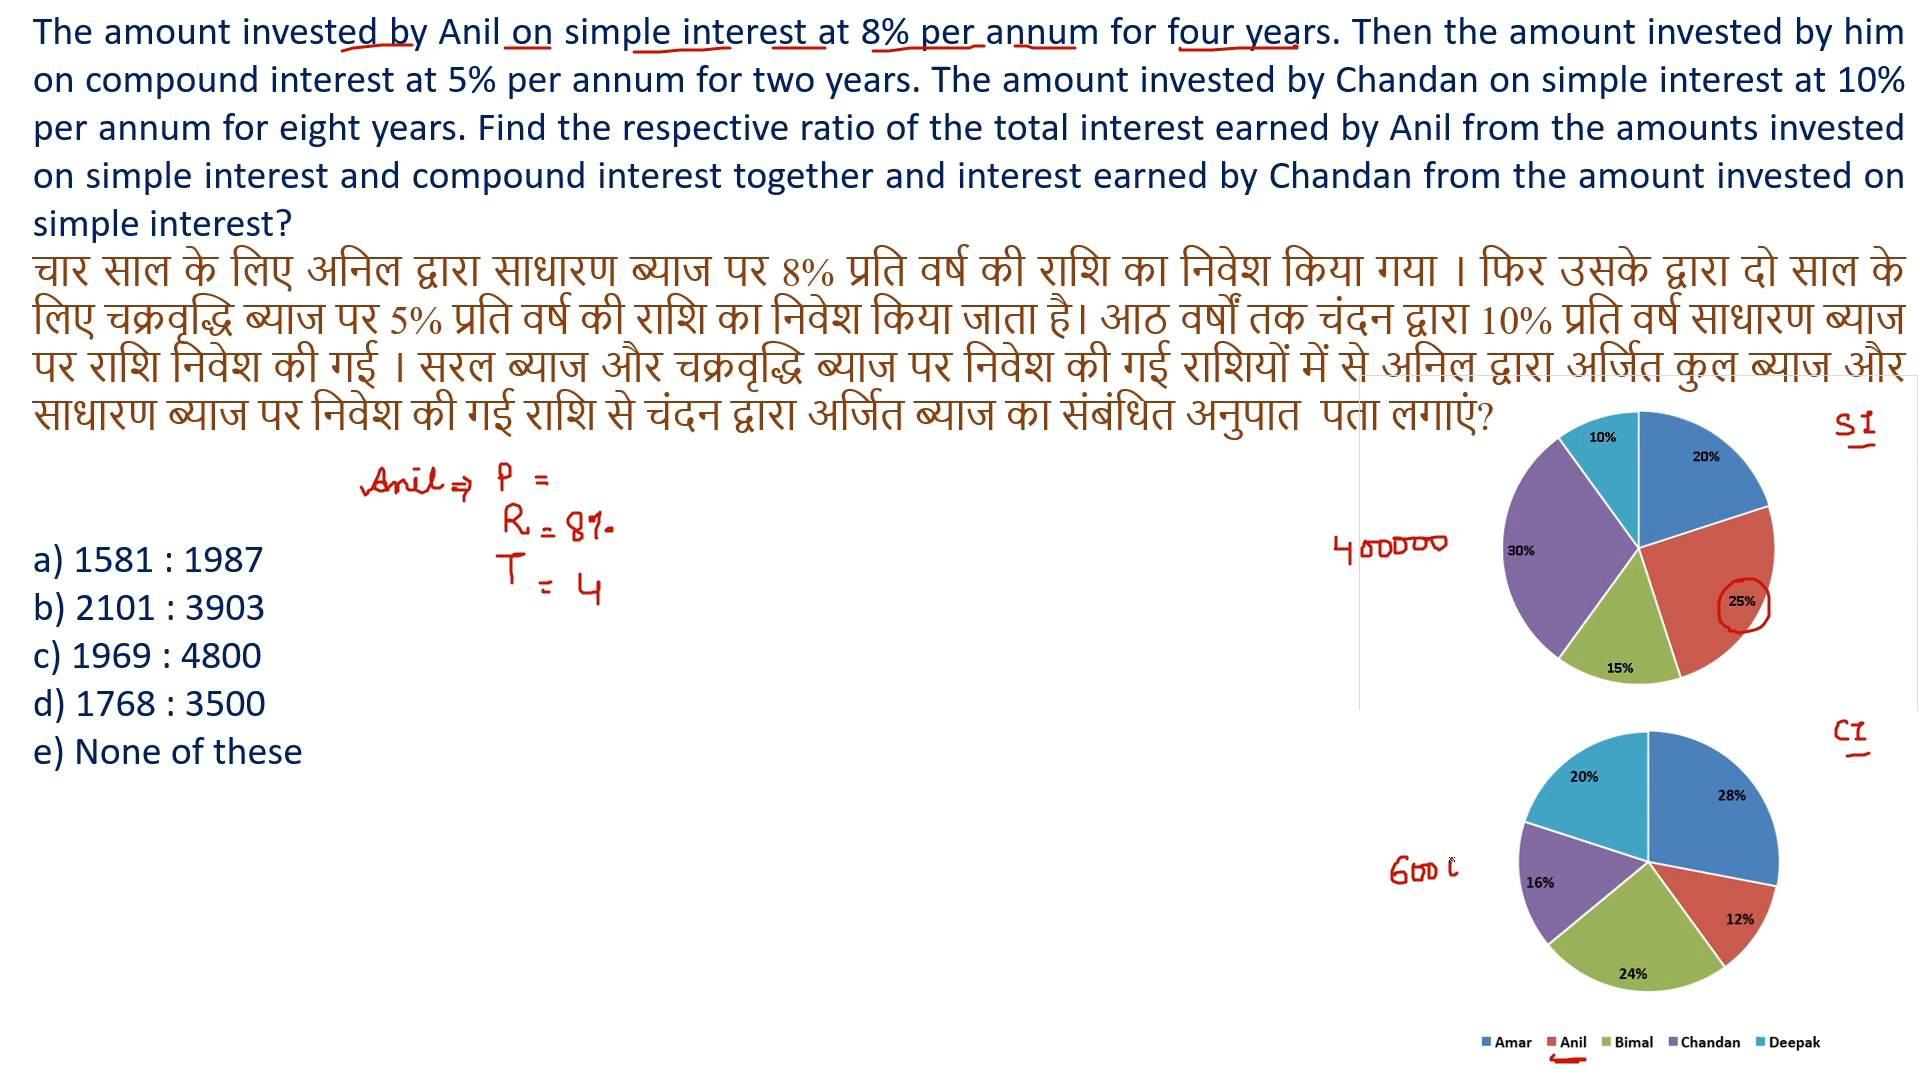 The amount invested by Anil on simple interest at 8% per annum for four years. Then the amount invested by him
on compound interest at 5% per annum for two years. The amount invested by Chandan on simple interest at 10%
per annum for eight years. Find the respective ratio of the total interest earned by Anil from the amounts invested
on simple interest and compound interest together and interest earned by Chandan from the amount invested on
simple interest?
चार साल के लिए अनिल द्वारा साधारण ब्याज पर 8% प्रति वर्ष की राशि का निवेश किया गया । फिर उसके द्वारा दो साल के
लिए चक्रवृद्धि ब्याज पर 5% प्रति वर्ष की राशि का निवेश किया जाता है। आठ वर्षों तक चंदन द्वारा 10% प्रति वर्ष साधारण ब्याज
पर राशि निवेश की गई । सरल ब्याज और चक्रवृद्धि ब्याज पर निवेश की गई राशियों में से अनिल द्वारा अर्जित कुल ब्याज और
साधारण ब्याज पर निवेश की गई राशि से चंदन द्वारा अर्जित ब्याज का संबंधित अनुपात पता लगाएं?
Anil ⇒ P =
R = 8%
T = 4
a) 1581 : 1987
b) 2101 : 3903
c) 1969 : 4800
d) 1768 : 3500
e) None of these
SI
400000
10%
20%
30%
25%
15%
CI
600
20%
28%
16%
12%
24%
Amar Anil Bimal Chandan Deepak